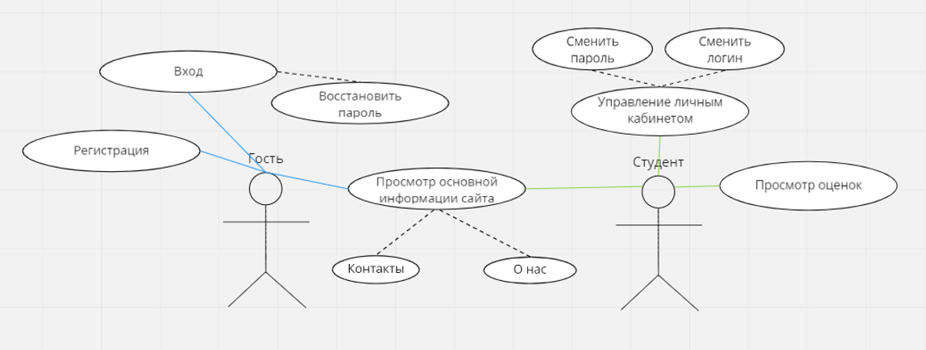 Сменить
пароль
Сменить
логин
Вход
Восстановить
пароль
Управление личным
кабинетом
Регистрация
Гость
Студент
Просмотр основной
информации сайта
Просмотр оценок
Контакты
О нас